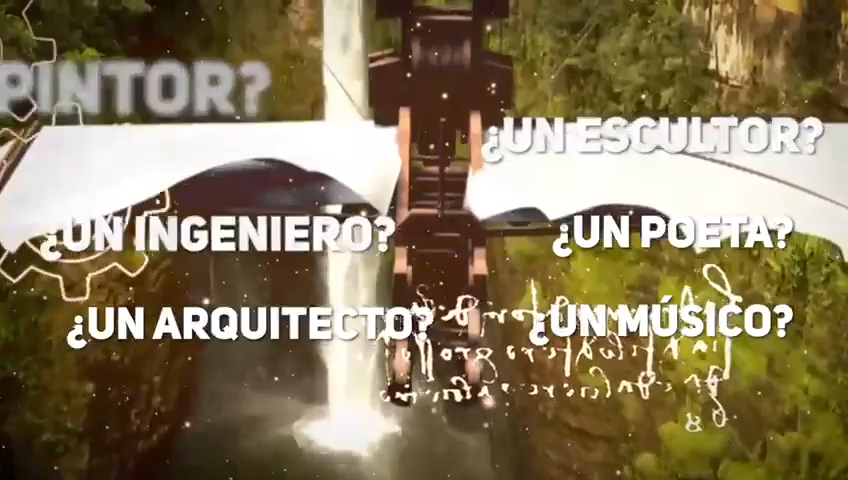 PINTOR?
¿UN ESCULTOR?
¿UN INGENIERO?
¿UN POETA?
¿UN ARQUITECTO?
¿UN MÚSICO?